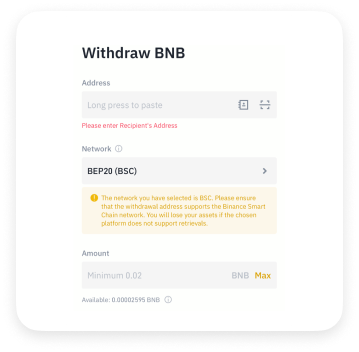 Withdraw BNB
Address
Long press to paste
Please enter Recipient's Address
Network
BEP20 (BSC)
The network you have selected is BSC. Please ensure
that the withdrawal address supports the Binance Smart
Chain network. You will lose your assets if the chosen
platform does not support retrievals.
Amount
Minimum 0.02 BNB Max
Available: 0.00002595 BNB